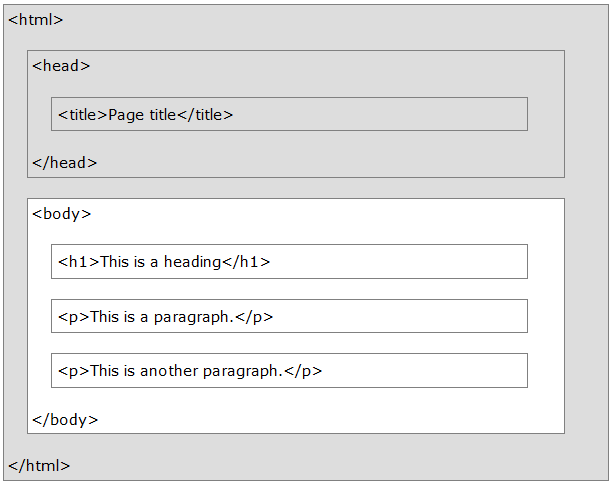 <html>
<head>
<title>Page title</title>
</head>
<body>
<h1>This is a heading</h1>
<p>This is a paragraph.</p>
<p>This is another paragraph.</p>
</body>
</html>